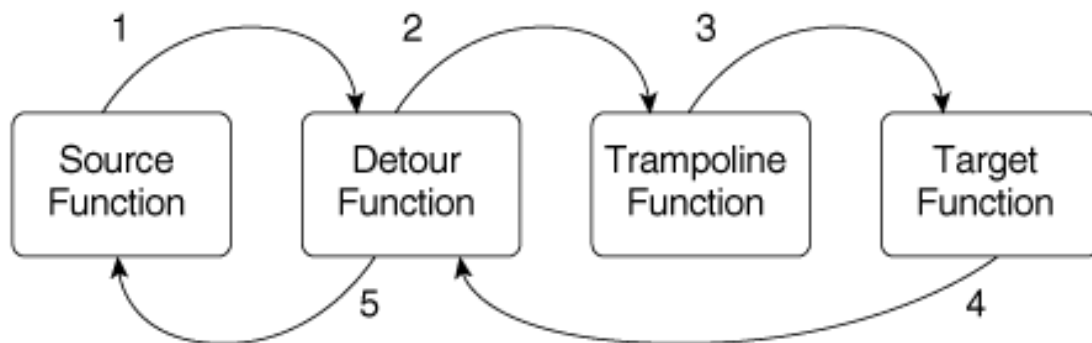 1
2
3
Source
Function
Detour
Function
Trampoline
Function
Target
Function
5
4